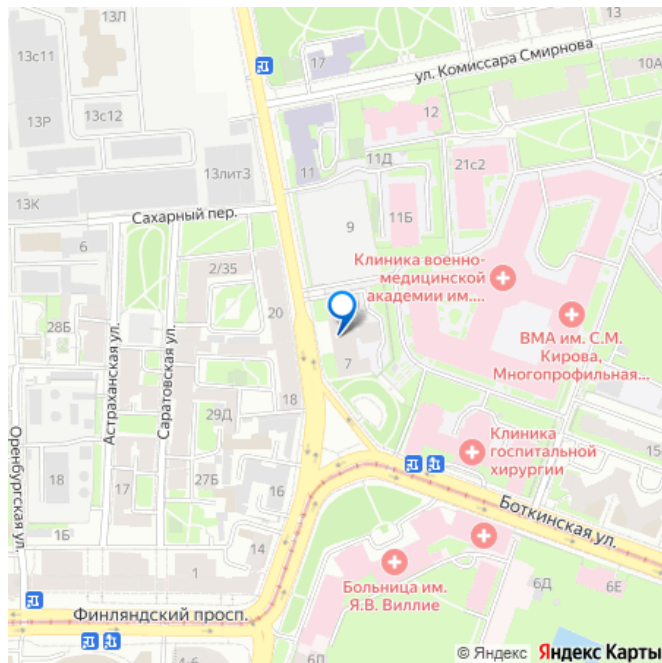 13Л
13с11
17
ул. Комиссара Смирнова
10А
13Р
13с12
12
13лит3
11
11Д
21с2
13К
Сахарный пер.
9
11Б
6
Клиника военно-
медицинской
академии им....
2/35
20
28Б
ВМА им. С.М.
Кирова,
Многопрофильная...
Астраханская ул.
Саратовская ул.
7
Оренбургская ул.
29Д
18
Клиника
госпитальной
хирургии
15
18
17
27Б
16
Боткинская ул.
1Б
14
1
Больница им.
Я.В. Виллие
6Д
6Е
Финляндский просп.
4-6
6Д
© Яндекс Яндекс Карты